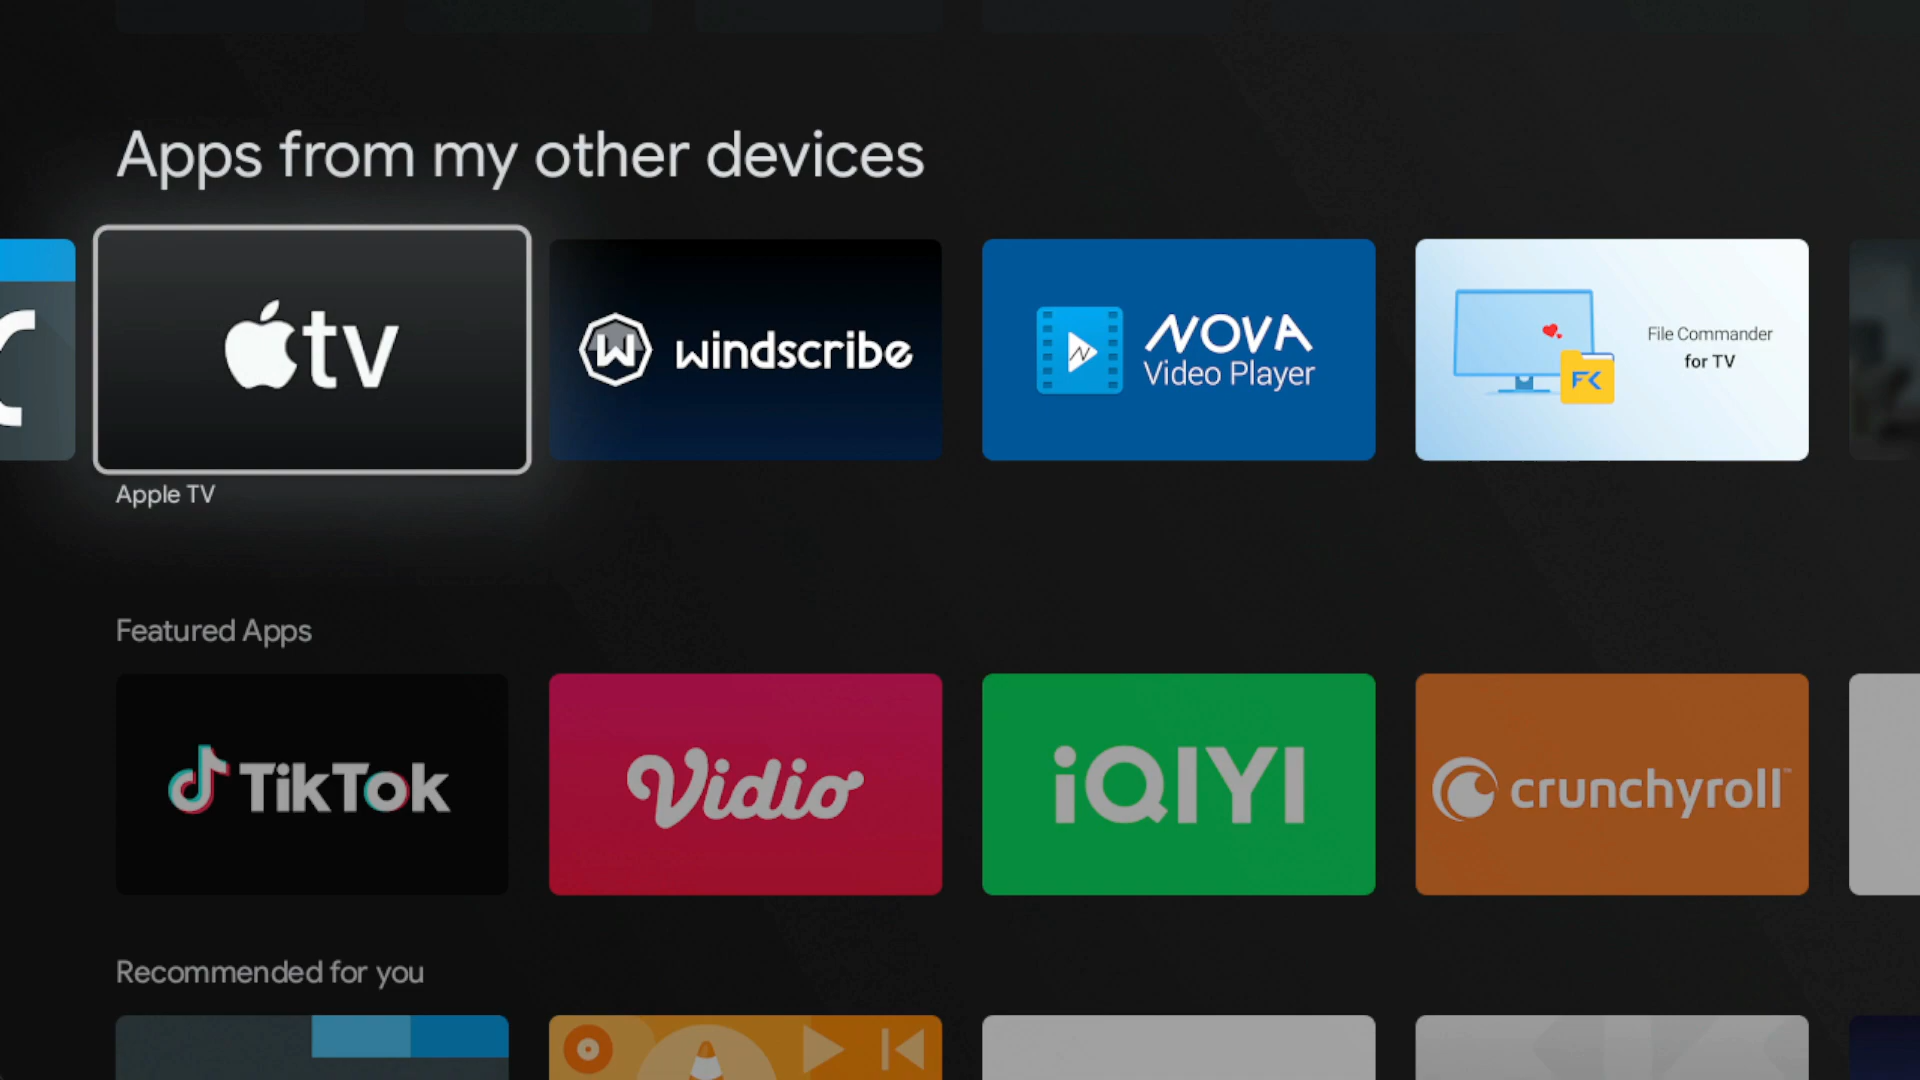 Apps from my other devices
tv
windscribe
NOVA
Video Player
File Commander
for TV
Apple TV
Featured Apps
TikTok
Vidio
iQIYI
crunchyroll
Recommended for you